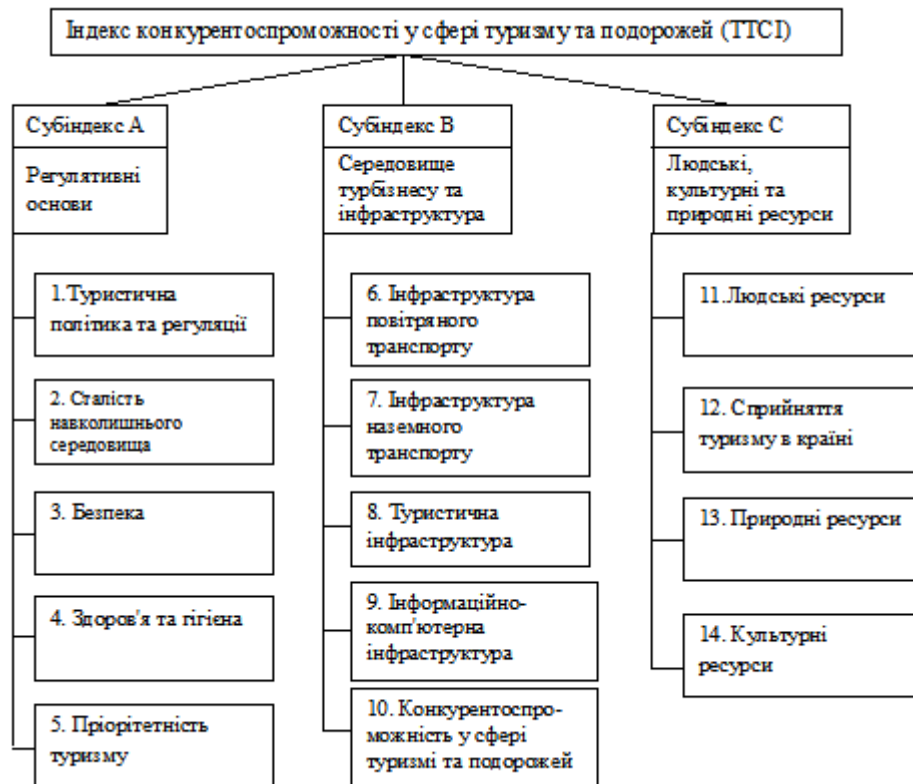 Індекс конкурентоспроможності у сфері туризму та подорожей (ТТСІ)
Субіндекс А
Регулятивні
основи
1.Туристична
політика та регуляції
2. Сталість
навколишнього
середовища
3. Безпека
4. Здоров'я та гігієна
5. Пріорітетність
туризму
Субіндекс В
Середовище
турбізнесу та
інфраструктура
6. Інфраструктура
повітряного
транспорту
7. Інфраструктура
наземного
транспорту
8. Туристична
інфраструктура
9. Інформаційно-
комп'ютерна
інфраструктура
10. Конкурентоспро-
можність у сфері
туризмі та подорожей
Субіндекс С
Людські,
культурні та
природні ресурси
11.Людські ресурси
12. Сприйняття
туризму в країні
13. Природні ресурси
14. Культурні
ресурси